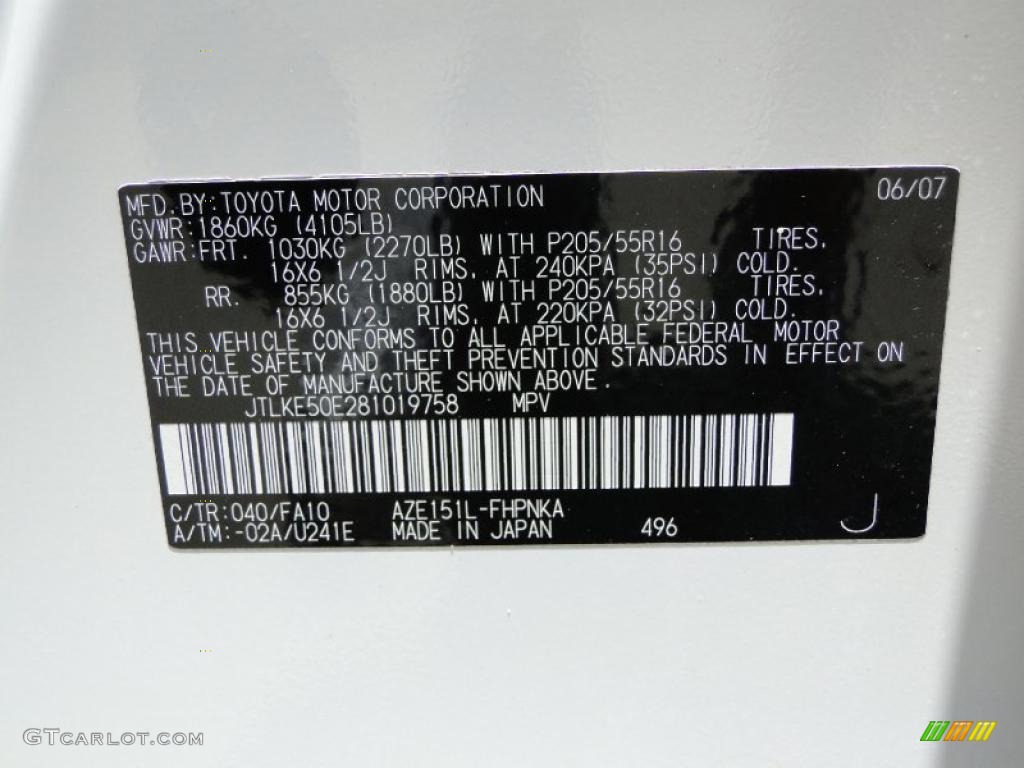 MFD.BY:TOYOTA MOTOR CORPORATION 06/07
GVWR:1860KG (4105LB)
GAWR:FRT. 1030KG (2270LB) WITH P205/55R16 TIRES,
16X6 1/2J RIMS, AT 240KPA (35PSI) COLD.
RR. 855KG (1880LB) WITH P205/55R16 TIRES,
16X6 1/2J RIMS, AT 220KPA (32PSI) COLD.
THIS VEHICLE CONFORMS TO ALL APPLICABLE FEDERAL MOTOR
VEHICLE SAFETY AND THEFT PREVENTION STANDARDS IN EFFECT ON
THE DATE OF MANUFACTURE SHOWN ABOVE.
JTLKE50E281019758 MPV
C/TR:040/FA10 AZE151L-FHPNKA
A/TM:-02A/U241E MADE IN JAPAN 496 J
GTCARLOT.COM